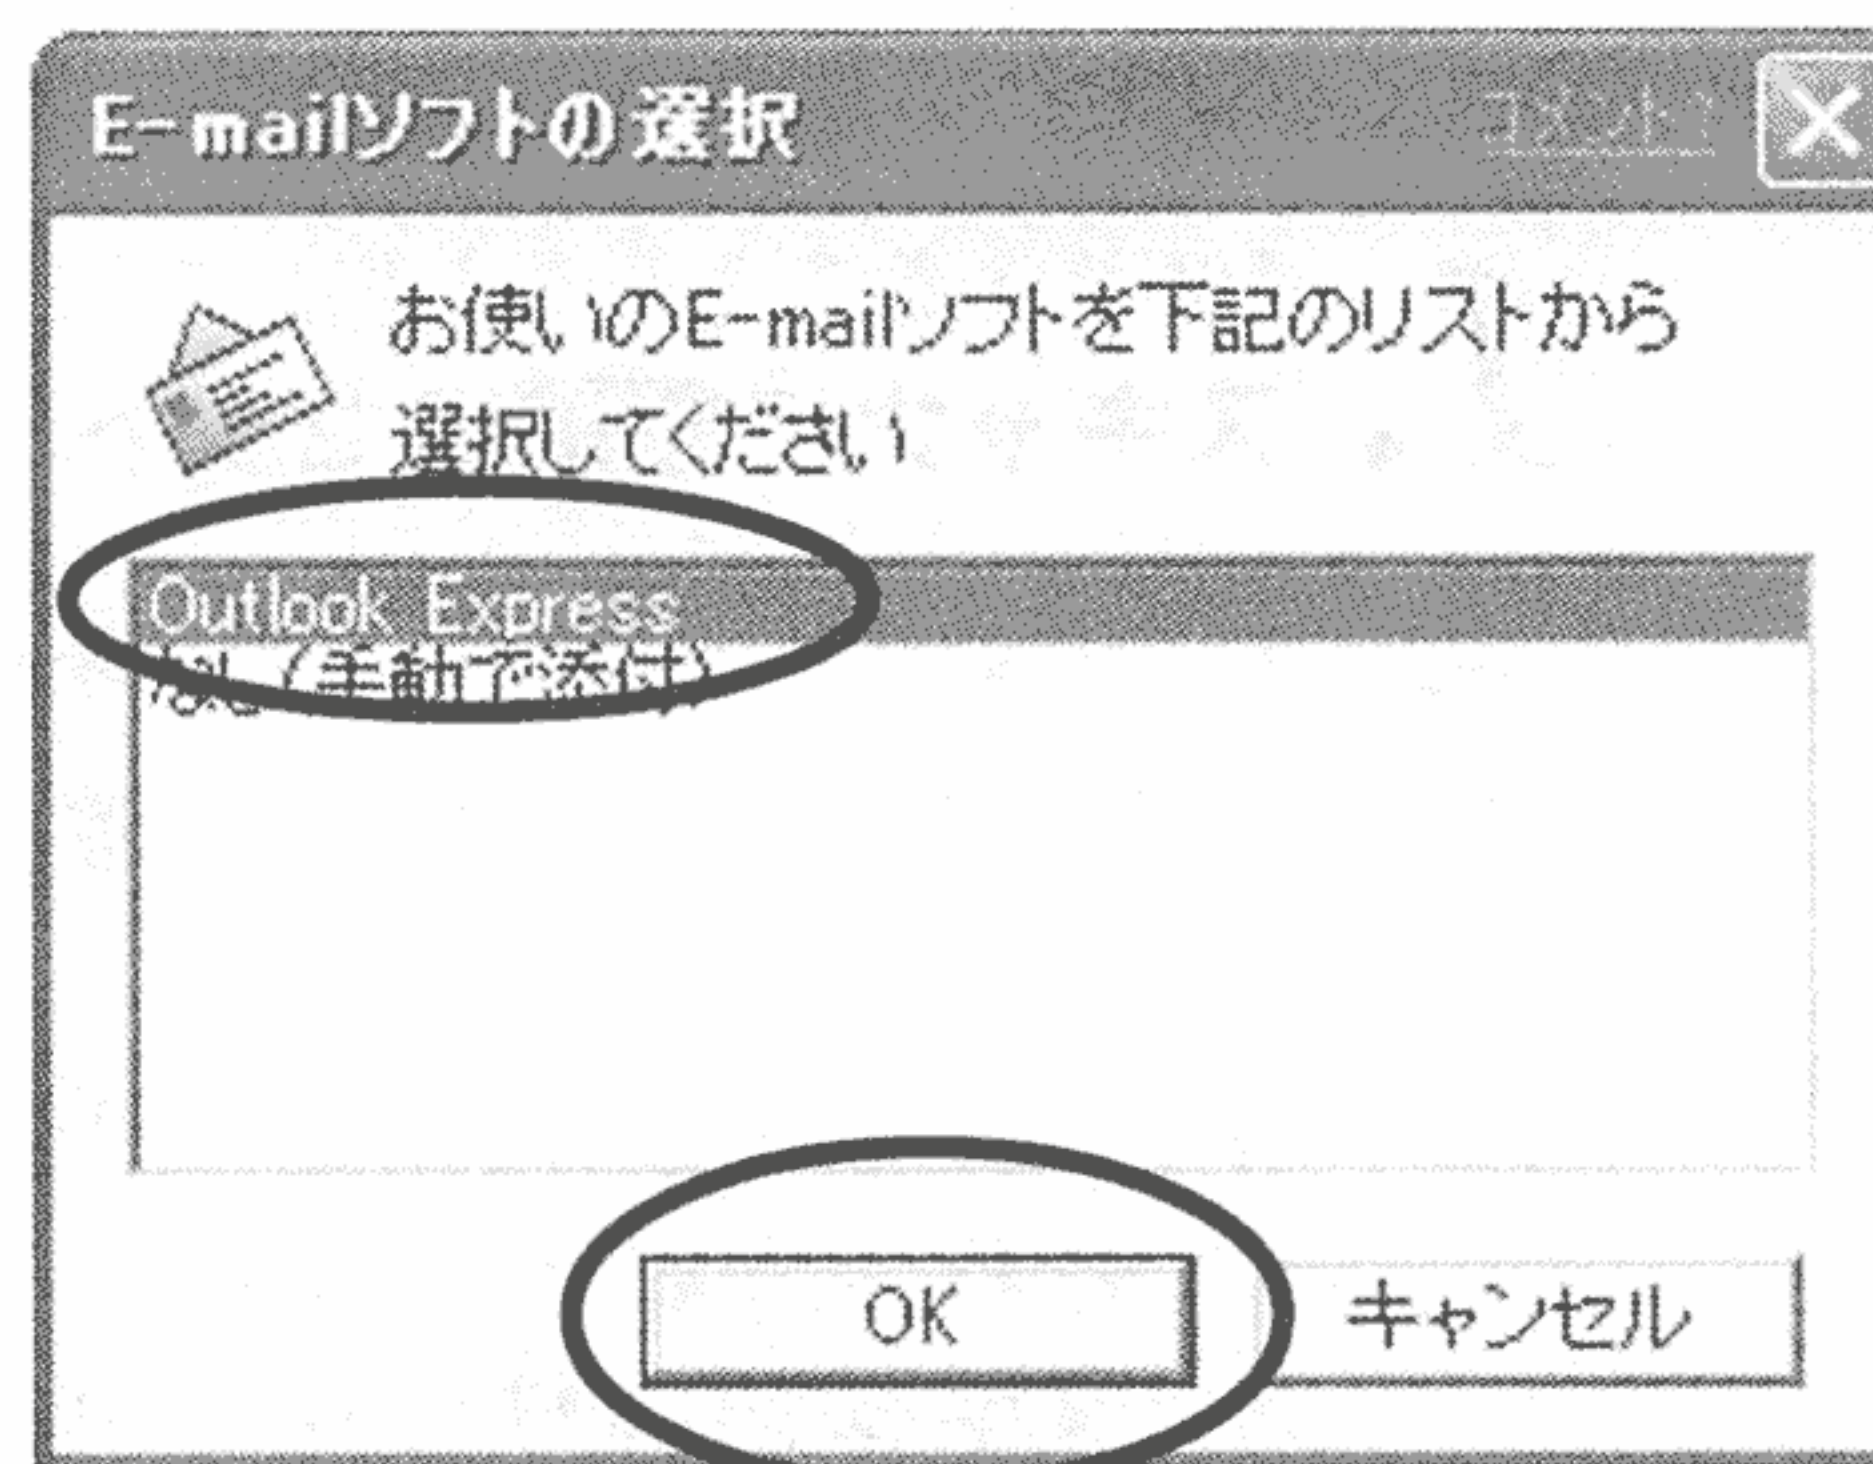 E-mailソフトの選択
お使いのE-mailソフトを下記のリストから
選択してください
Outlook Express
なし(手動で添付)
OK
キャンセル